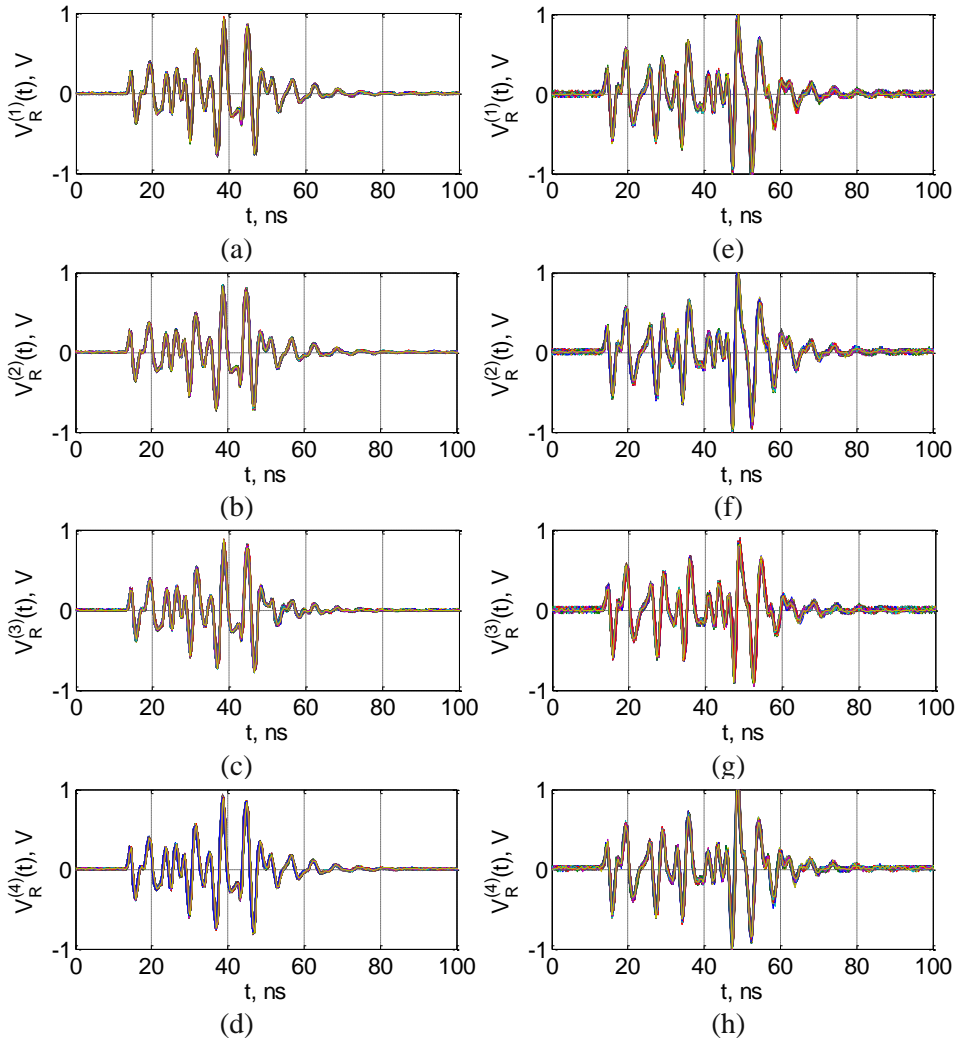 1
0
-1
V_R^(1)(t), V
0 20 40 60 80 100
t, ns
(a)
1
0
-1
V_R^(1)(t), V
0 20 40 60 80 100
t, ns
(e)
1
0
-1
V_R^(2)(t), V
0 20 40 60 80 100
t, ns
(b)
1
0
-1
V_R^(2)(t), V
0 20 40 60 80 100
t, ns
(f)
1
0
-1
V_R^(3)(t), V
0 20 40 60 80 100
t, ns
(c)
1
0
-1
V_R^(3)(t), V
0 20 40 60 80 100
t, ns
(g)
1
0
-1
V_R^(4)(t), V
0 20 40 60 80 100
t, ns
(d)
1
0
-1
V_R^(4)(t), V
0 20 40 60 80 100
t, ns
(h)